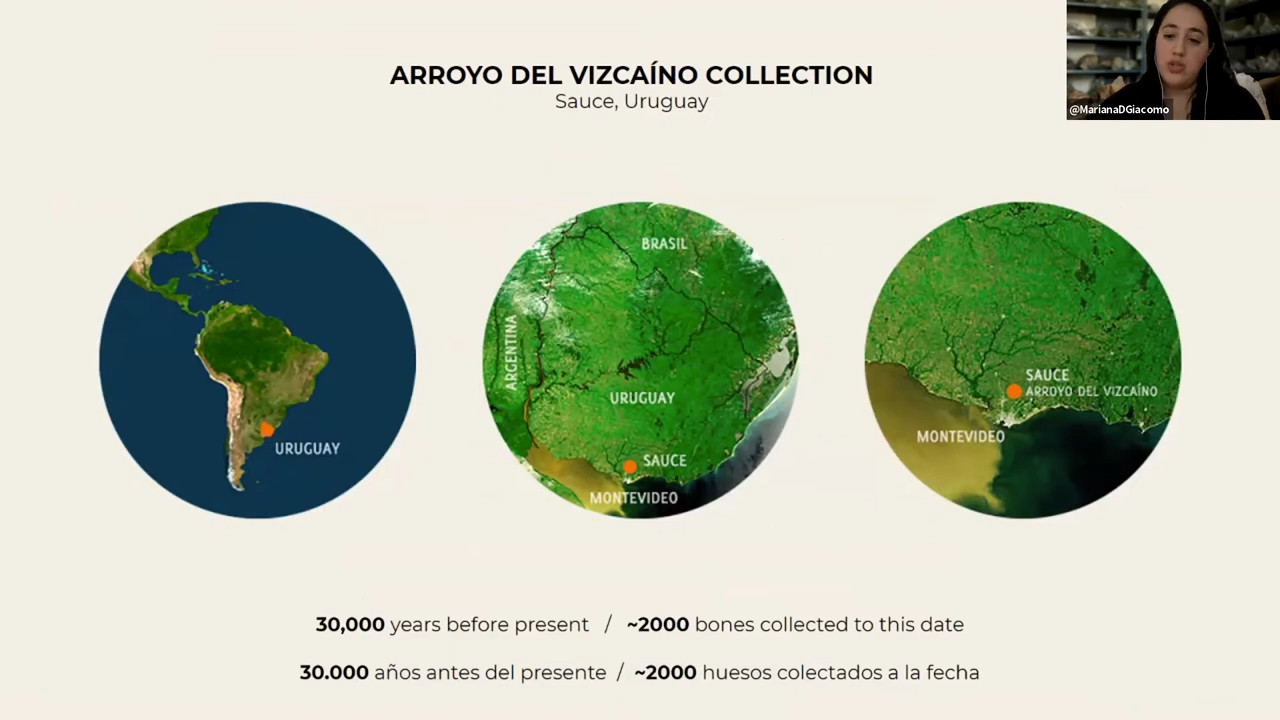 ARROYO DEL VIZCAÍNO COLLECTION
Sauce, Uruguay
@MarianaDGiacomo
URUGUAY
BRASIL
ARGENTINA
URUGUAY
SAUCE
MONTEVIDEO
SAUCE
ARROYO DEL VIZCAÍNO
MONTEVIDEO
30,000 years before present / ~2000 bones collected to this date
30.000 años antes del presente / ~2000 huesos colectados a la fecha